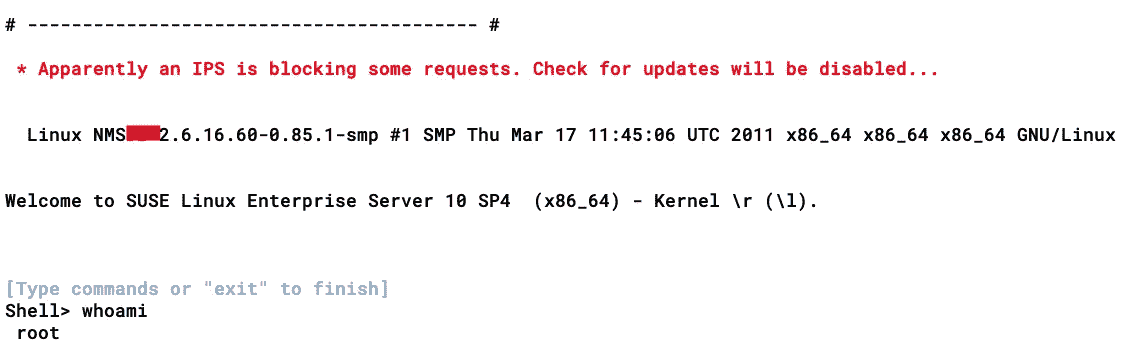 # ----------------------------------------- #
* Apparently an IPS is blocking some requests. Check for updates will be disabled...
Linux NMS 2.6.16.60-0.85.1-smp #1 SMP Thu Mar 17 11:45:06 UTC 2011 x86_64 x86_64 x86_64 GNU/Linux
Welcome to SUSE Linux Enterprise Server 10 SP4  (x86_64) - Kernel \r (\l).
[Type commands or "exit" to finish]
Shell> whoami
root